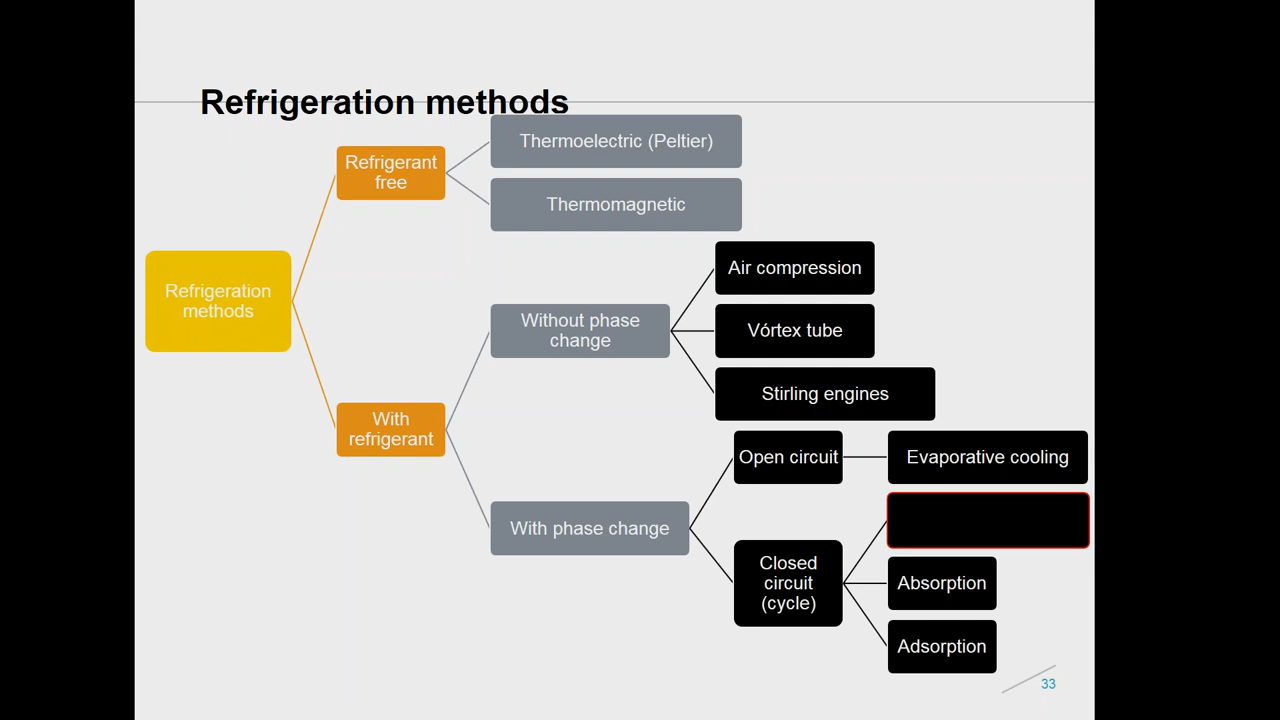 Refrigeration methods
Thermoelectric (Peltier)
Refrigerant
free
Thermomagnetic
Air compression
Refrigeration
methods
Without phase
change
Vórtex tube
Stirling engines
With
refrigerant
Open circuit
Evaporative cooling
With phase change
Closed
circuit
(cycle)
Absorption
Adsorption
33